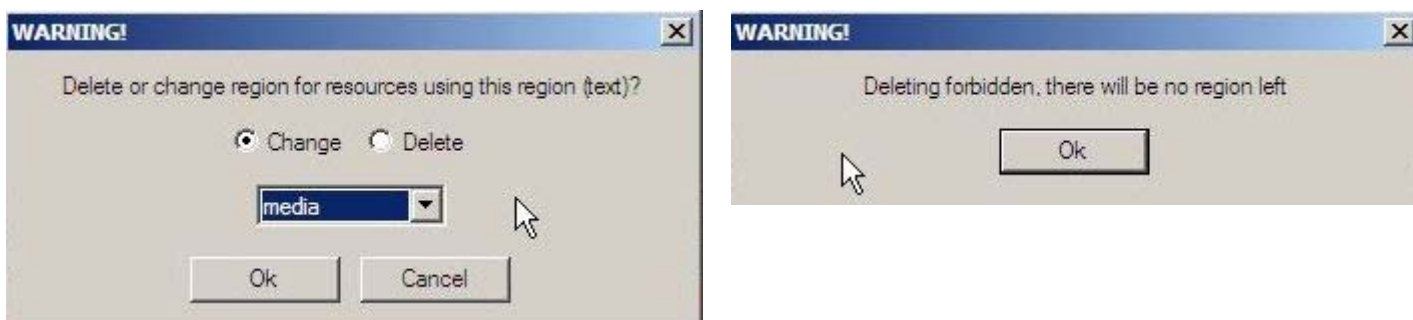 WARNING!
Delete or change region for resources using this region (text)?
Change Delete
media
Ok Cancel
WARNING!
Deleting forbidden, there will be no region left
Ok